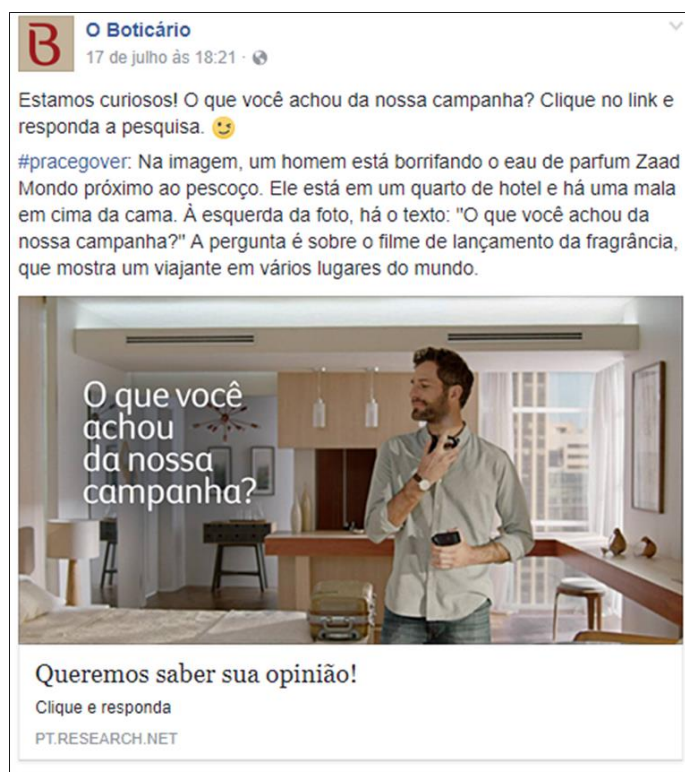 B
O Boticário
17 de julho às 18:21 ·
Estamos curiosos! O que você achou da nossa campanha? Clique no link e
responda a pesquisa.
#pracegover: Na imagem, um homem está borrifando o eau de parfum Zaad
Mondo próximo ao pescoço. Ele está em um quarto de hotel e há uma mala
em cima da cama. À esquerda da foto, há o texto: "O que você achou da
nossa campanha?" A pergunta é sobre o filme de lançamento da fragrância,
que mostra um viajante em vários lugares do mundo.
O que você
achou
da nossa
campanha?
Queremos saber sua opinião!
Clique e responda
PT.RESEARCH.NET